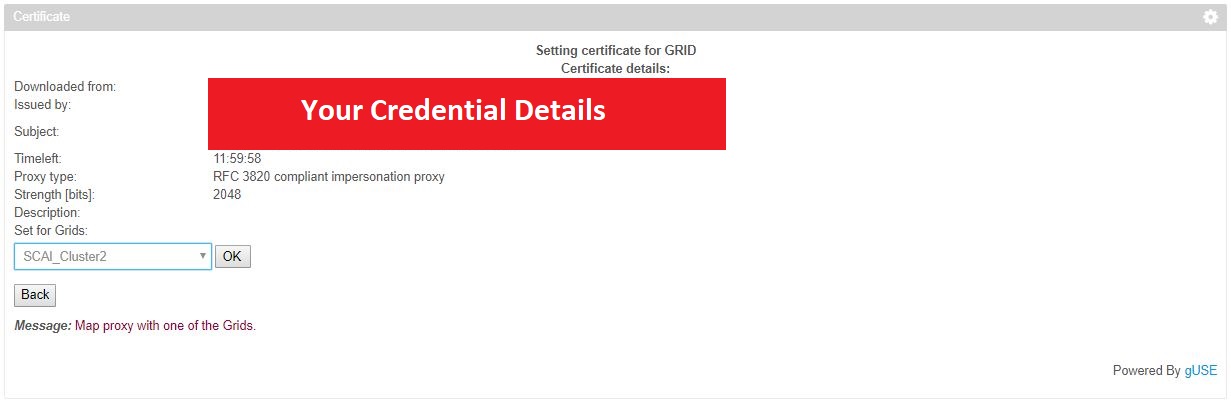 Certificate
Setting certificate for GRID
Certificate details:
Downloaded from:
Issued by:
Your Credential Details
Subject:
Timeleft: 11:59:58
Proxy type: RFC 3820 compliant impersonation proxy
Strength [bits]: 2048
Description:
Set for Grids:
SCAI_Cluster2 OK
Back
Message: Map proxy with one of the Grids.
Powered By gUSE